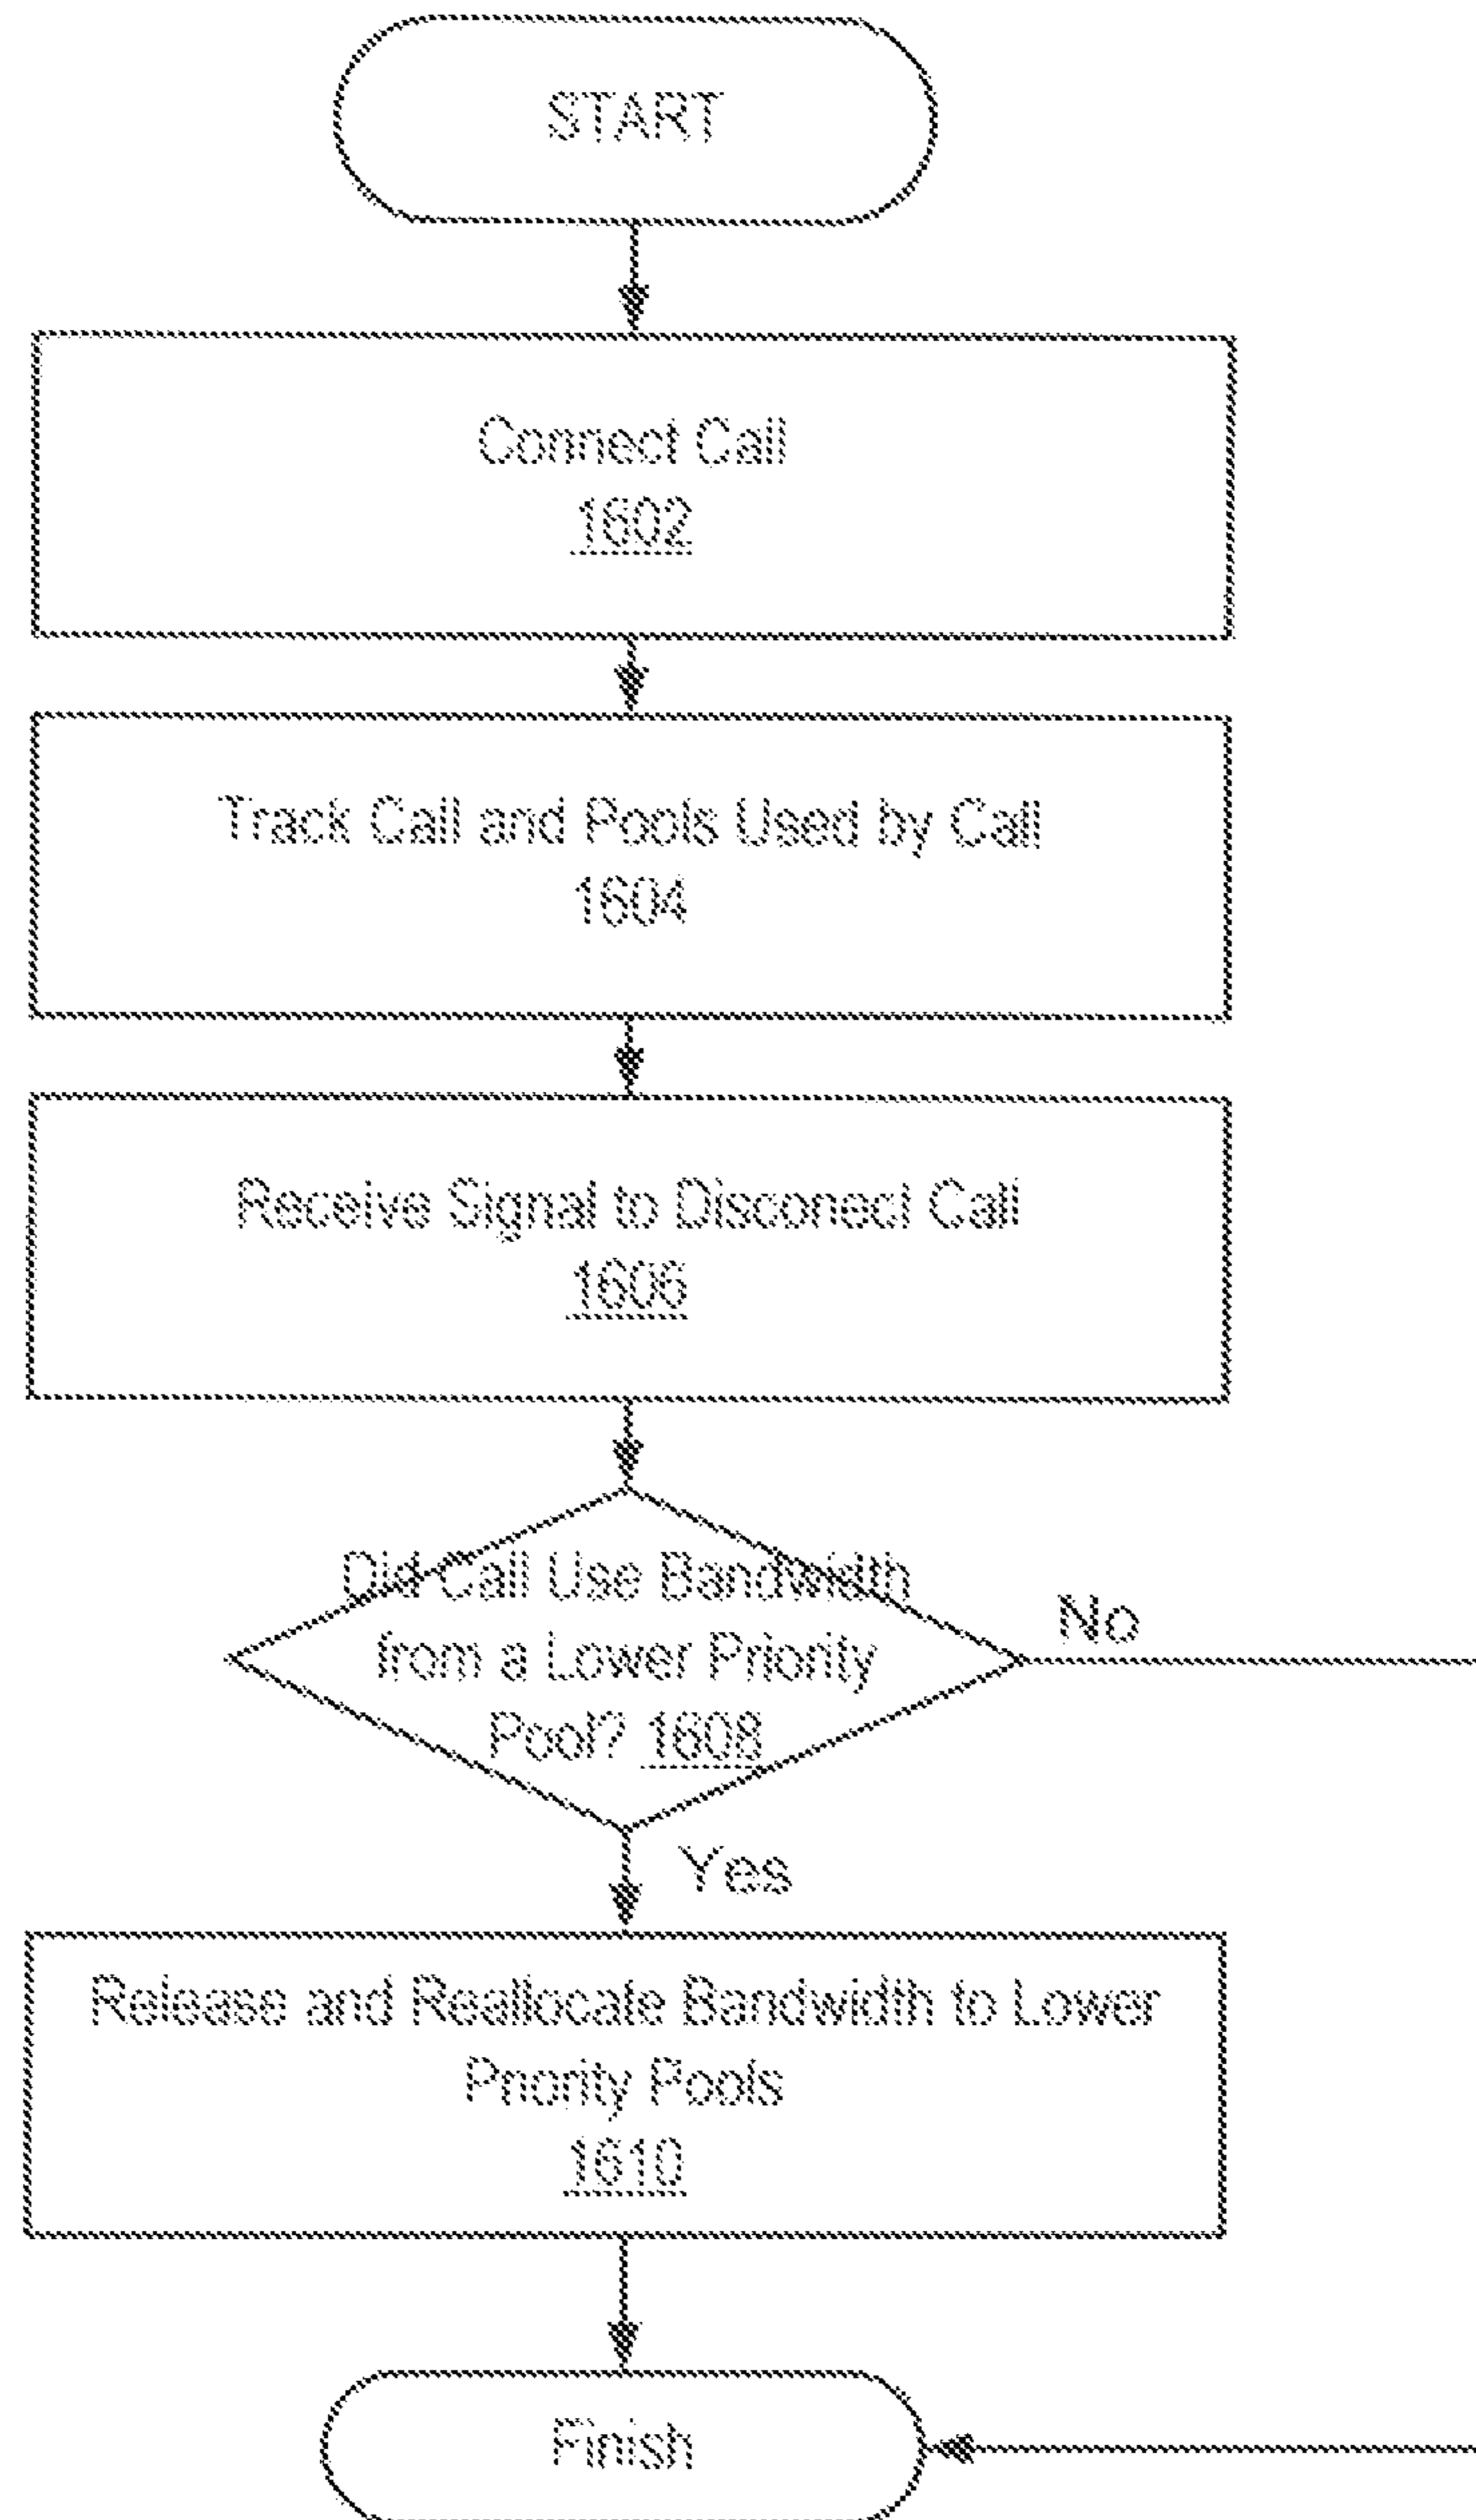 START
Connect Call
1602
Track Call and Pools Used by Call
1604
Receive Signal to Disconect Call
1606
Did Call Use Bandwidth
from a Lower Priority
Pool? 1608
No
Yes
Release and Reallocate Bandwidth to Lower
Priority Pools
1610
Finish